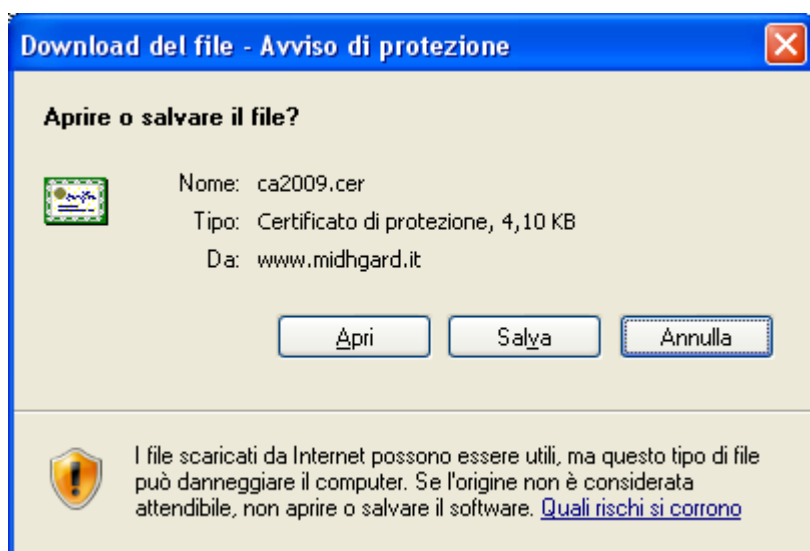 Download del file - Avviso di protezione
Aprire o salvare il file?
Nome: ca2009.cer
Tipo: Certificato di protezione, 4,10 KB
Da: www.midhgard.it
Apri Salva Annulla
I file scaricati da Internet possono essere utili, ma questo tipo di file
può danneggiare il computer. Se l'origine non è considerata
attendibile, non aprire o salvare il software. Quali rischi si corrono